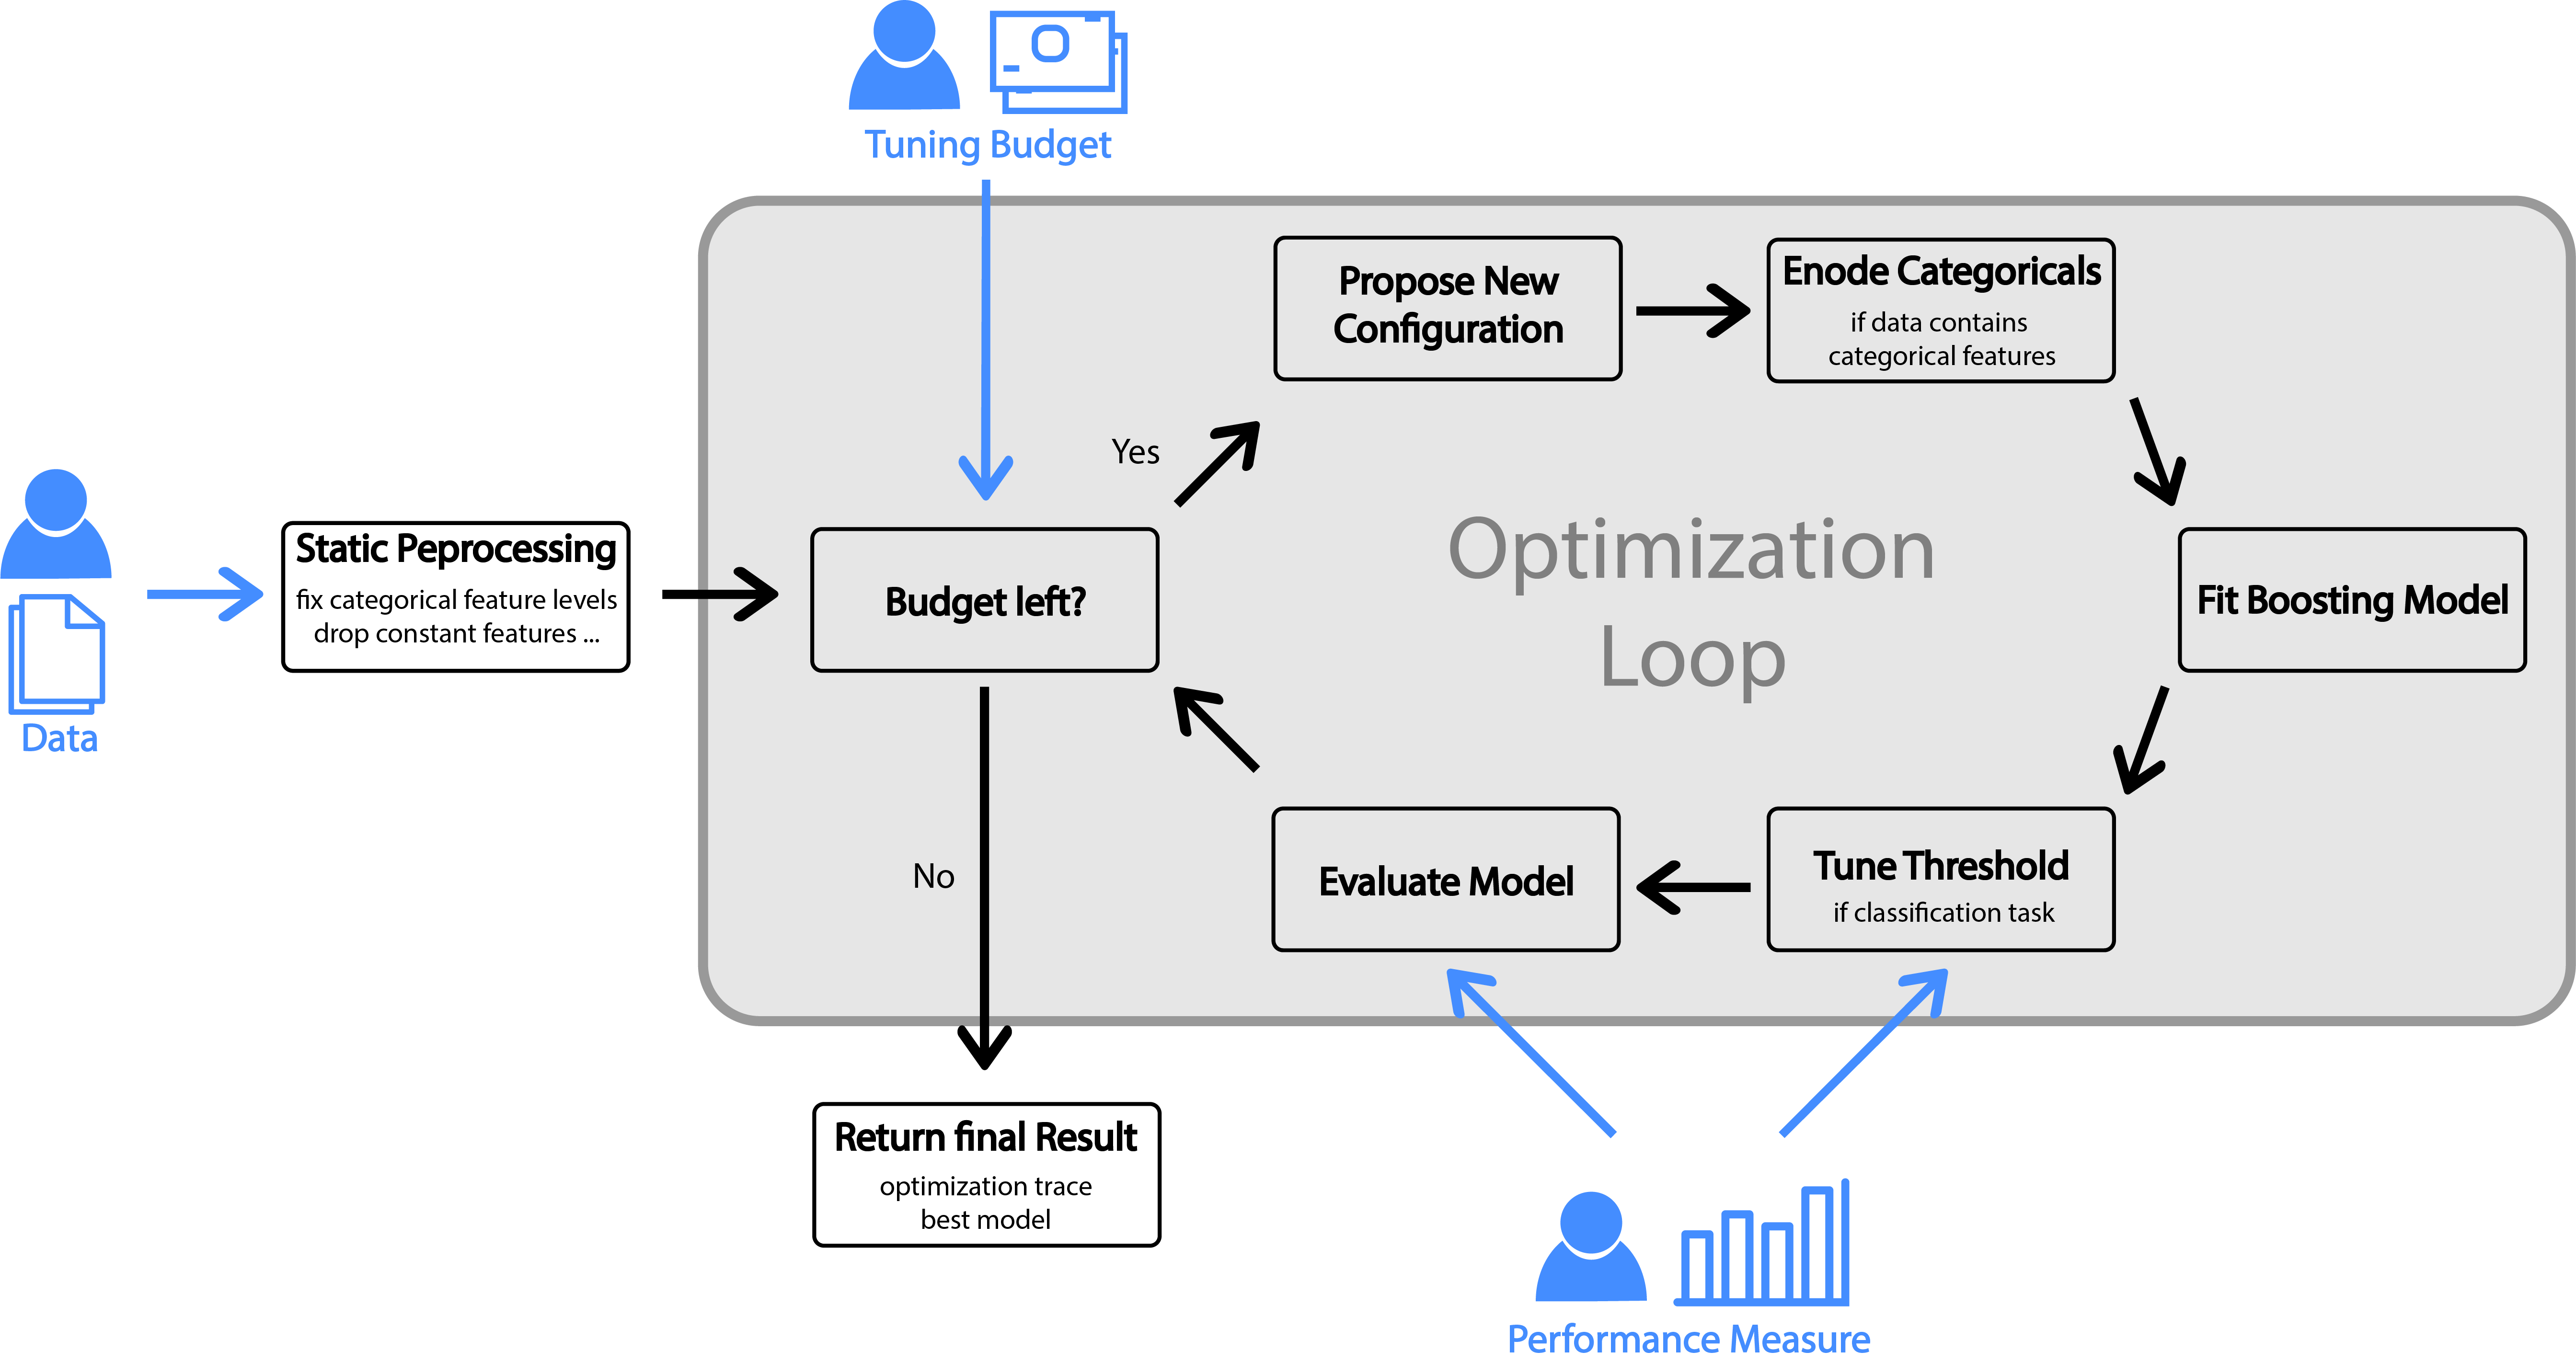 Tuning Budget
Propose New
Configuration
Enode Categoricals
if data contains
categorical features
Yes
Optimization
Loop
Data
Static Peprocessing
fix categorical feature levels
drop constant features ...
Budget left?
Fit Boosting Model
No
Evaluate Model
Tune Threshold
if classification task
Return final Result
optimization trace
best model
Performance Measure